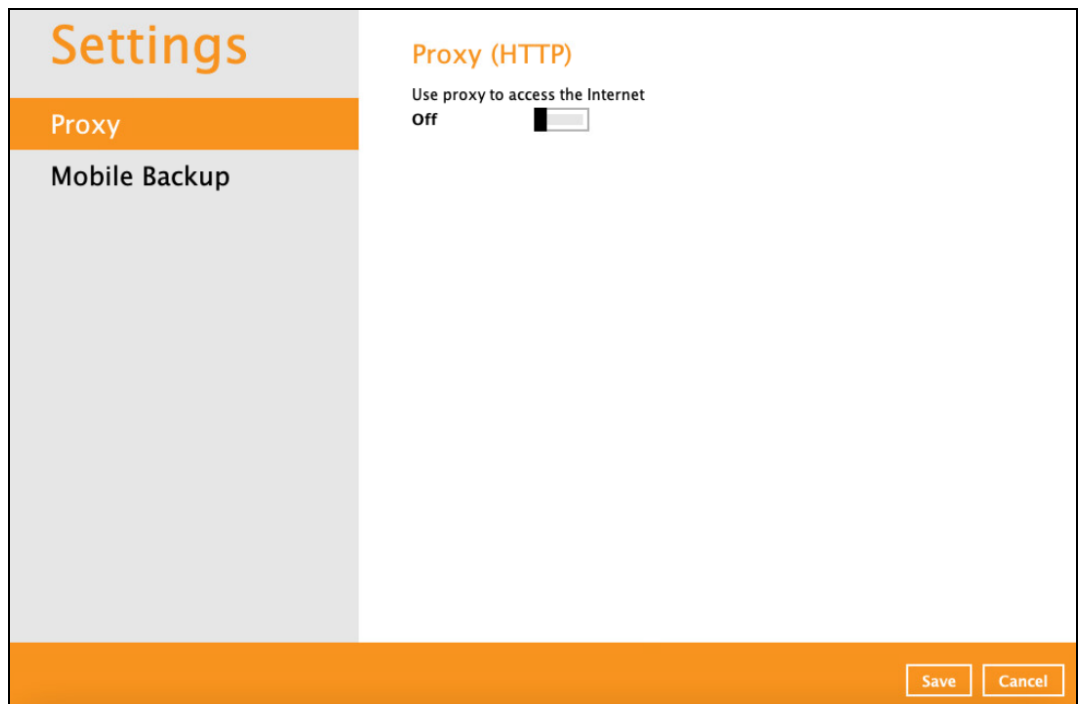 Settings
Proxy
Mobile Backup
Proxy (HTTP)
Use proxy to access the Internet
Off
Save
Cancel